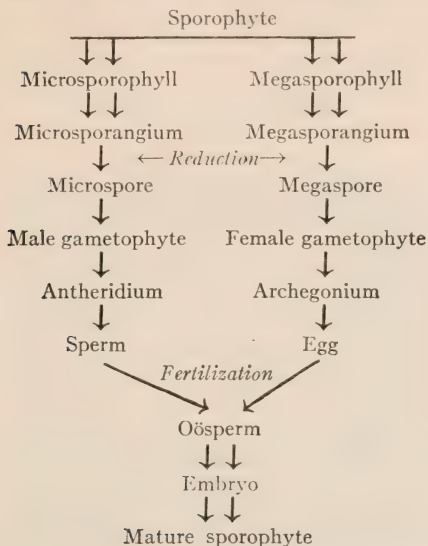 Sporophyte
Microsporophyll Megasporophyll
Microsporangium Megasporangium
Reduction
Microspore Megaspore
Male gametophyte Female gametophyte
Antheridium Archegonium
Sperm Egg
Fertilization
Oösperm
Embryo
Mature sporophyte